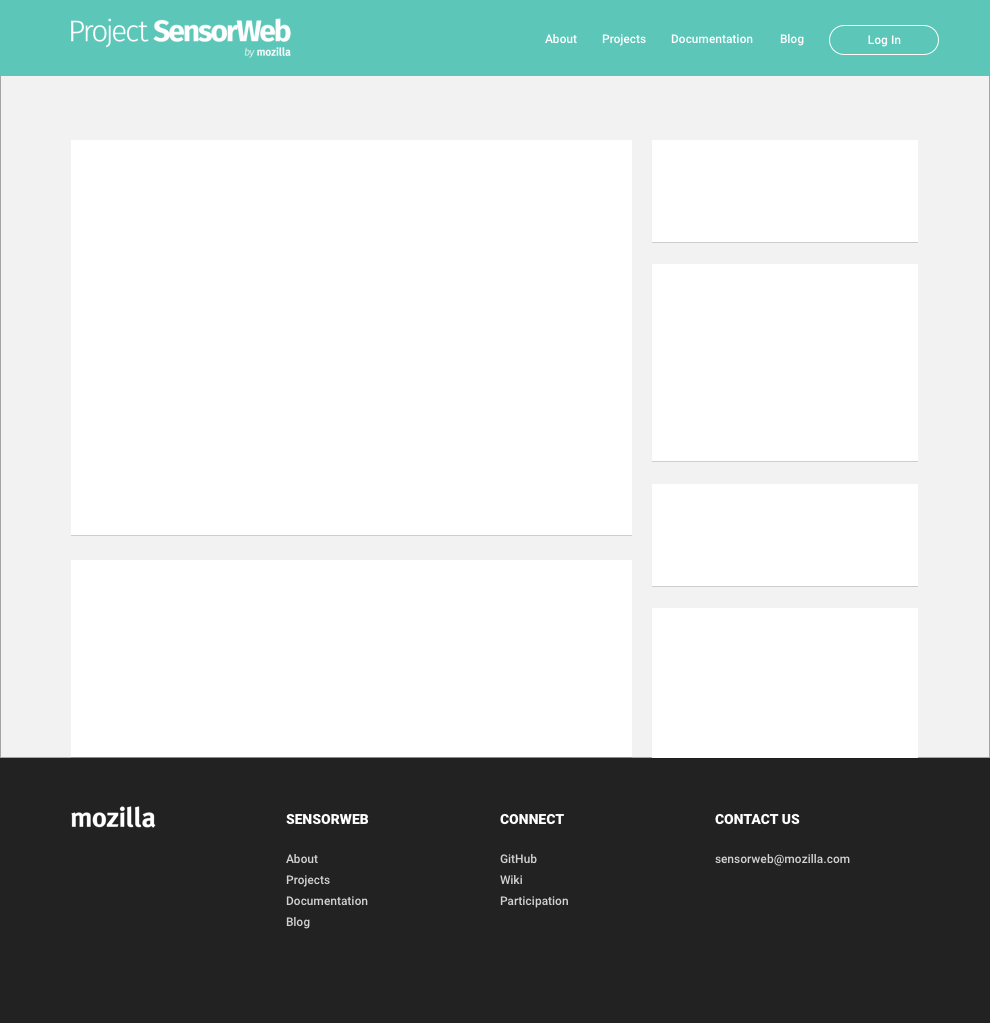 Project SensorWeb
by mozilla
About Projects Documentation Blog Log In
mozilla
SENSORWEB
About
Projects
Documentation
Blog
CONNECT
GitHub
Wiki
Participation
CONTACT US
sensorweb@mozilla.com